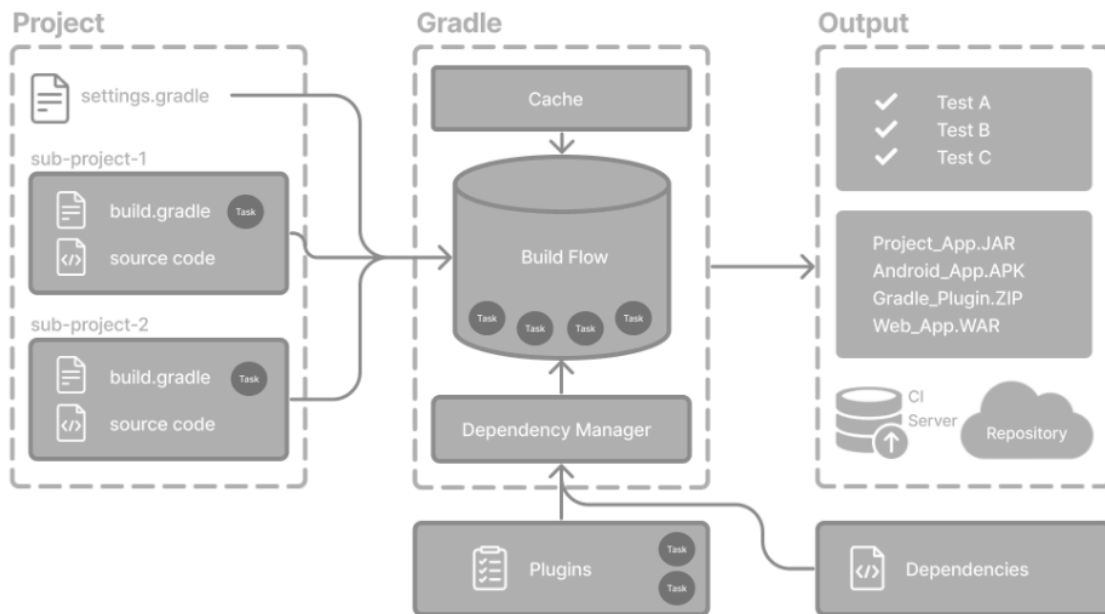 Project
settings.gradle
sub-project-1
build.gradle
Task
source code
sub-project-2
build.gradle
Task
source code
Gradle
Cache
Build Flow
Task
Task
Task
Task
Dependency Manager
Plugins
Task
Task
Output
Test A
Test B
Test C
Project_App.JAR
Android_App.APK
Gradle_Plugin.ZIP
Web_App.WAR
CI
Server
Repository
Dependencies